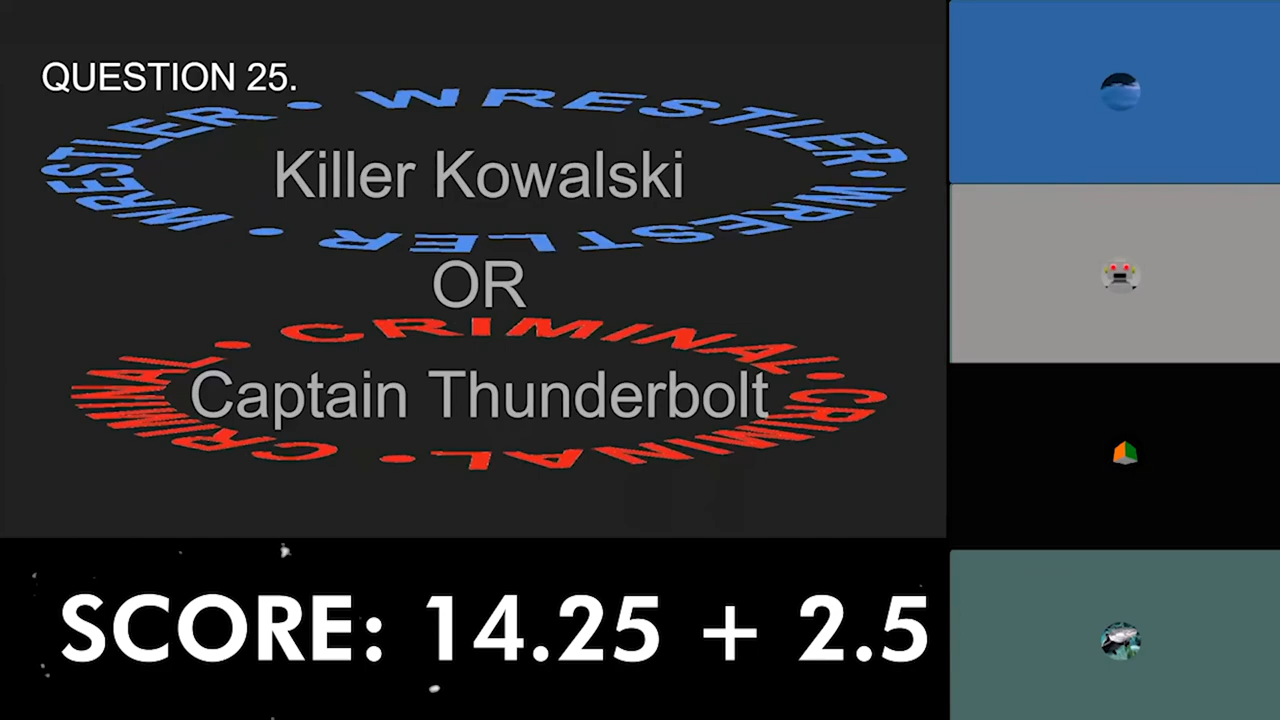 QUESTION 25.
WRESTLER • WRESTLER • WRESTLER • WRESTLER •
Killer Kowalski
OR
CRIMINAL • CRIMINAL • CRIMINAL • CRIMINAL •
Captain Thunderbolt
SCORE: 14.25 + 2.5